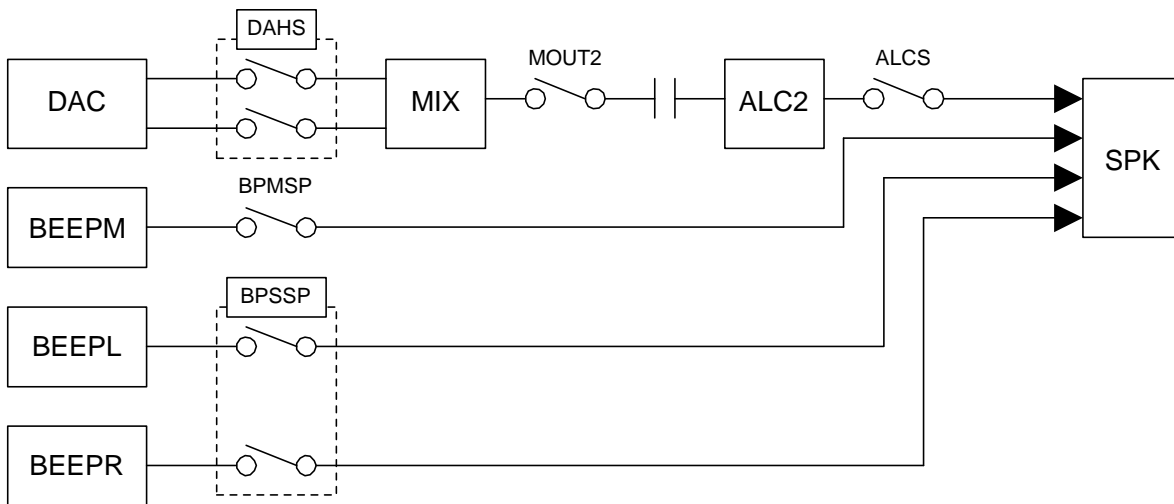 DAHS
MOUT2
ALCS
DAC
MIX
ALC2
SPK
BPMSP
BEEPM
BPSSP
BEEPL
BEEPR